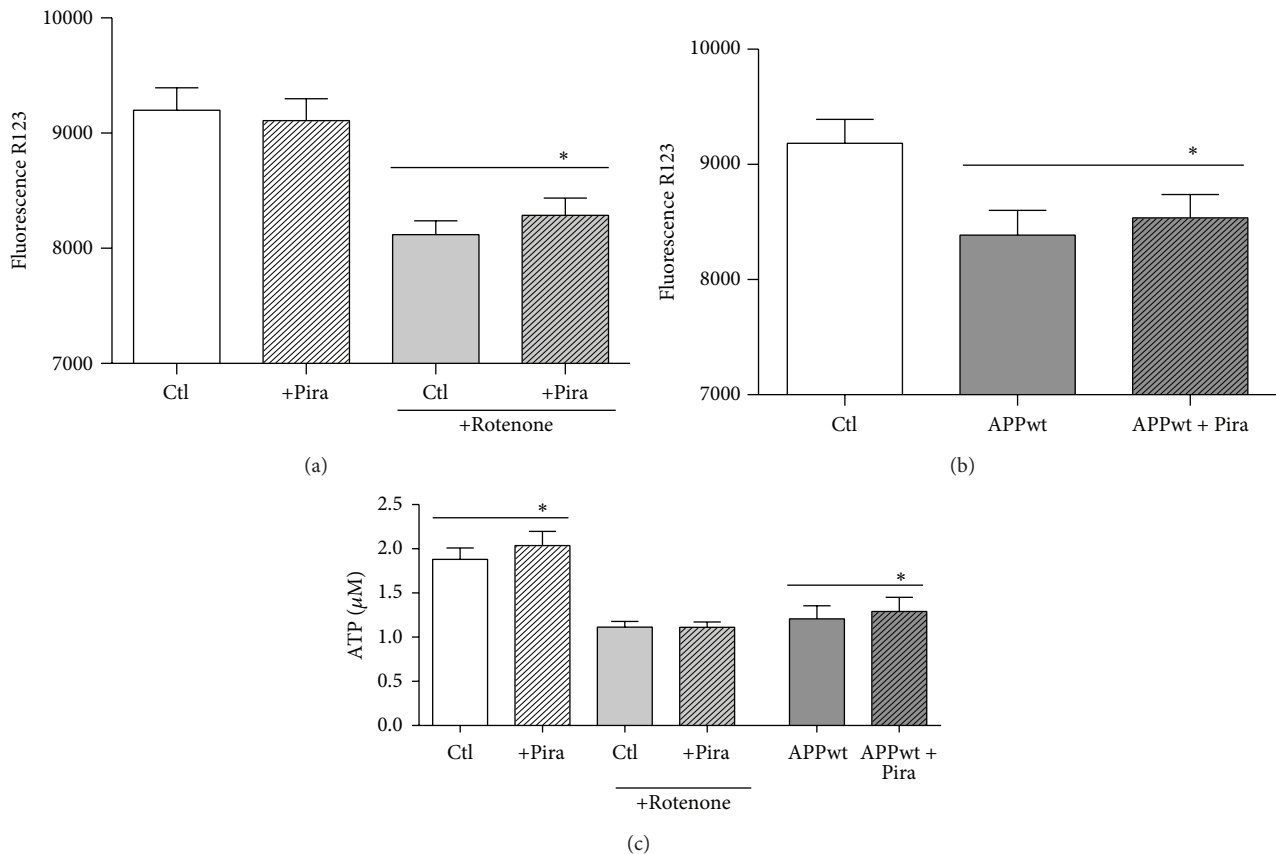 10000
9000
8000
7000
Fluorescence R123
*
Ctl
+Pira
Ctl
+Pira
+Rotenone
(a)
10000
9000
8000
7000
Fluorescence R123
*
Ctl
APPwt
APPwt + Pira
(b)
2.5
2.0
1.5
1.0
0.5
0.0
ATP (μM)
*
*
Ctl
+Pira
Ctl
+Pira
APPwt
APPwt +
Pira
+Rotenone
(c)